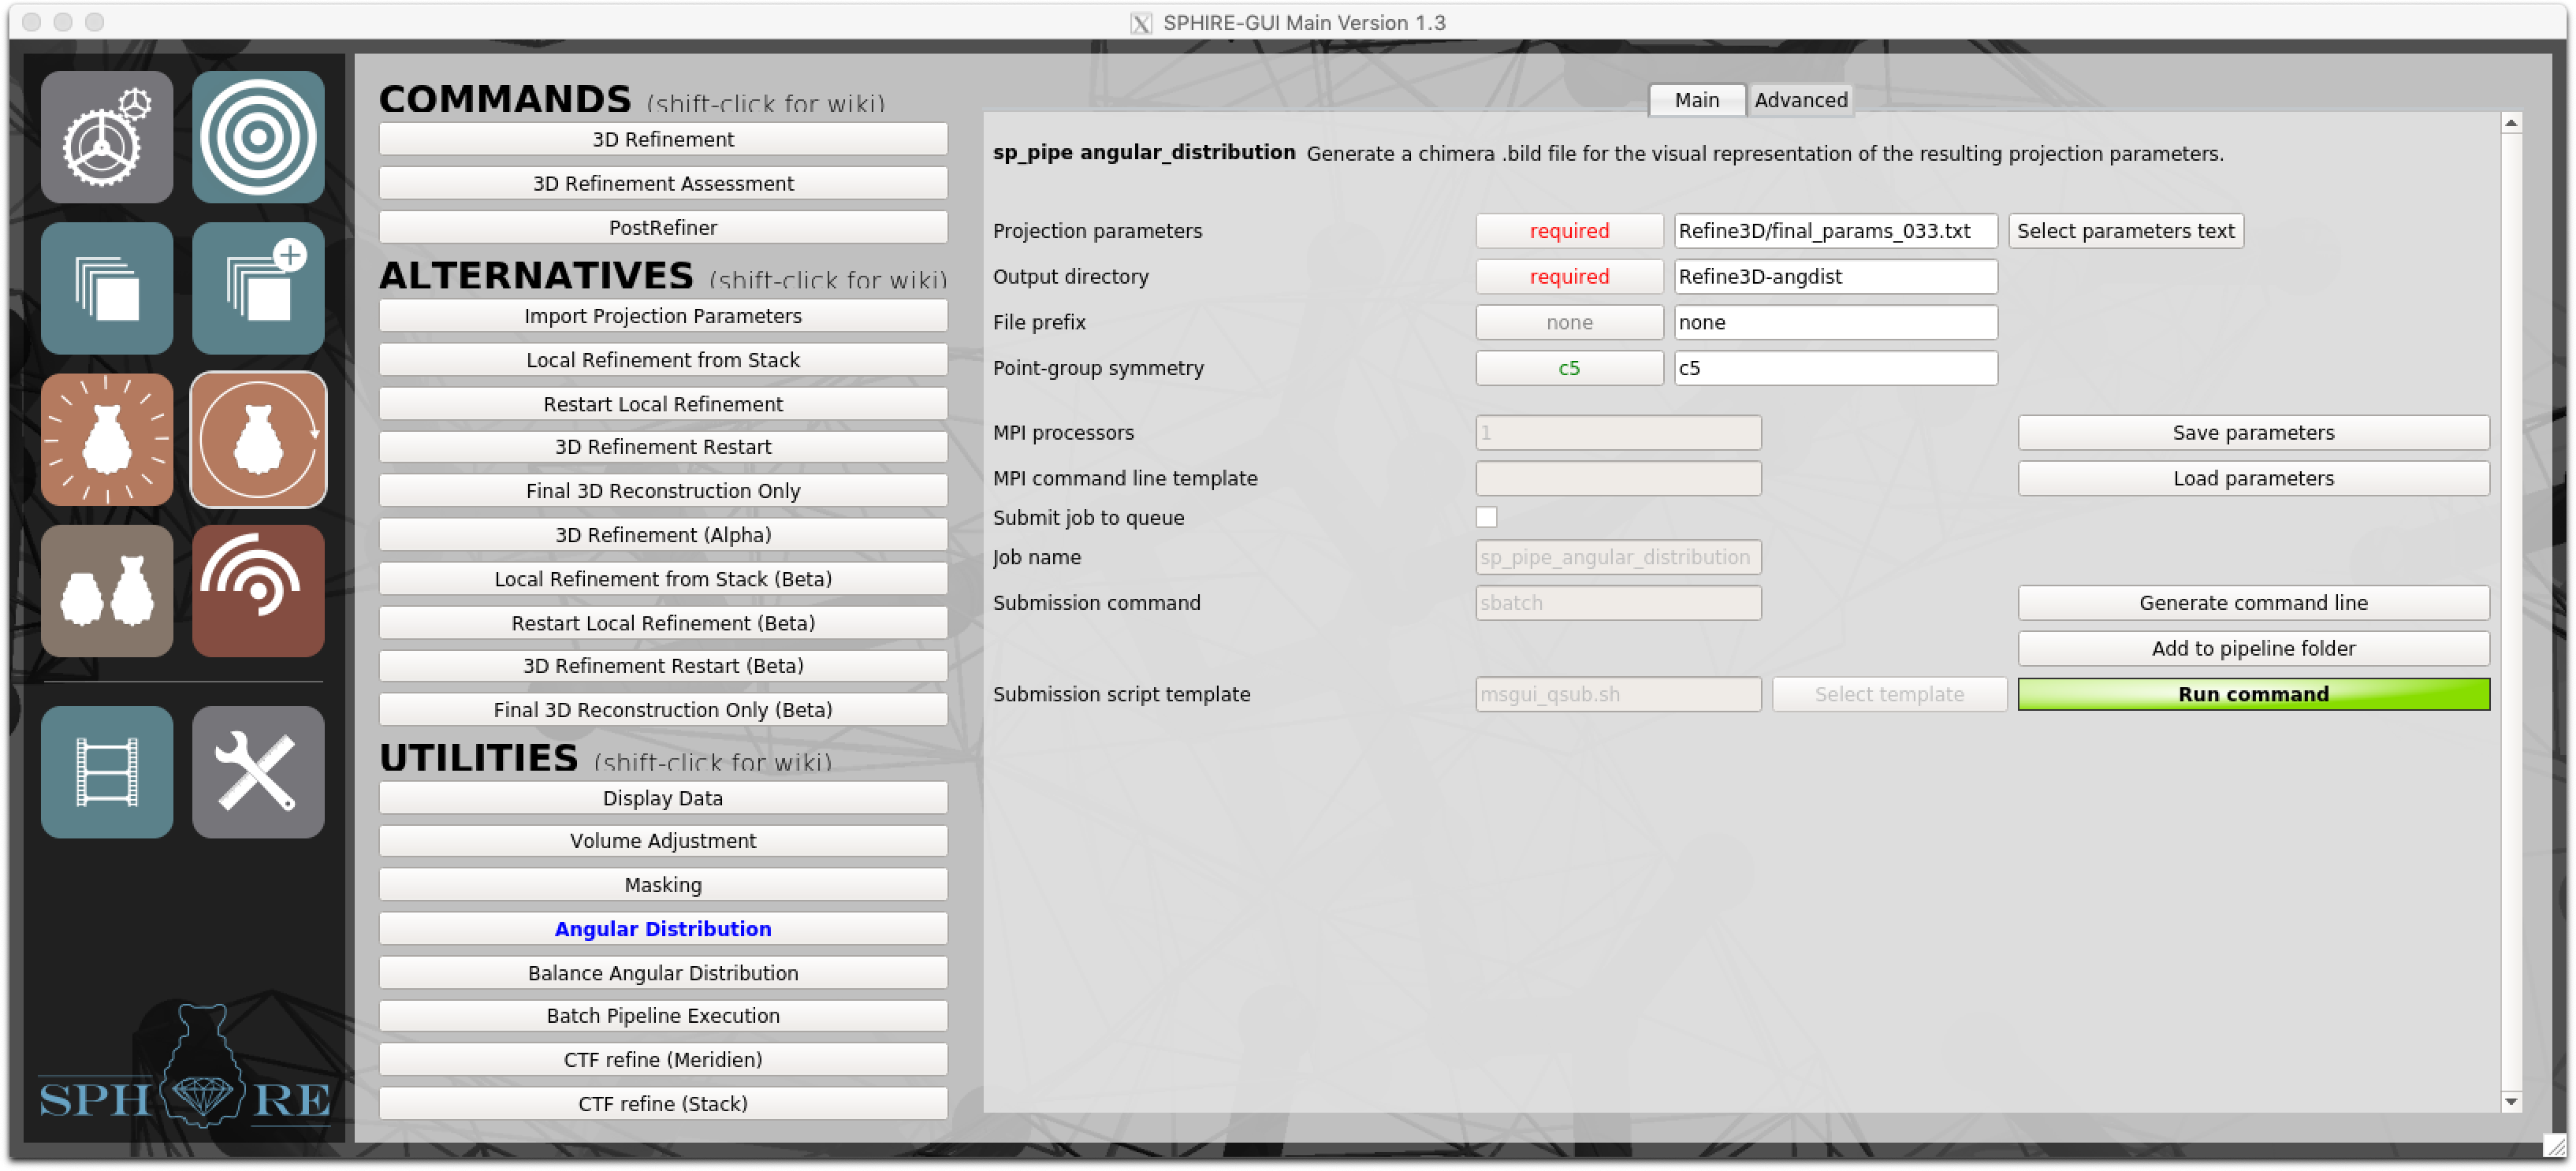 SPHIRE-GUI Main Version 1.3
COMMANDS (shift-click for wiki)
3D Refinement
3D Refinement Assessment
PostRefiner
ALTERNATIVES (shift-click for wiki)
Import Projection Parameters
Local Refinement from Stack
Restart Local Refinement
3D Refinement Restart
Final 3D Reconstruction Only
3D Refinement (Alpha)
Local Refinement from Stack (Beta)
Restart Local Refinement (Beta)
3D Refinement Restart (Beta)
Final 3D Reconstruction Only (Beta)
UTILITIES (shift-click for wiki)
Display Data
Volume Adjustment
Masking
Angular Distribution
Balance Angular Distribution
Batch Pipeline Execution
CTF refine (Meridien)
CTF refine (Stack)
SPHIRE
Main Advanced
sp_pipe angular_distribution Generate a chimera .bild file for the visual representation of the resulting projection parameters.
Projection parameters required Refine3D/final_params_033.txt Select parameters text
Output directory required Refine3D-angdist
File prefix none none
Point-group symmetry c5 c5
MPI processors 1 Save parameters
MPI command line template Load parameters
Submit job to queue
Job name sp_pipe_angular_distribution
Submission command sbatch Generate command line
Add to pipeline folder
Submission script template msgui_qsub.sh Select template Run command